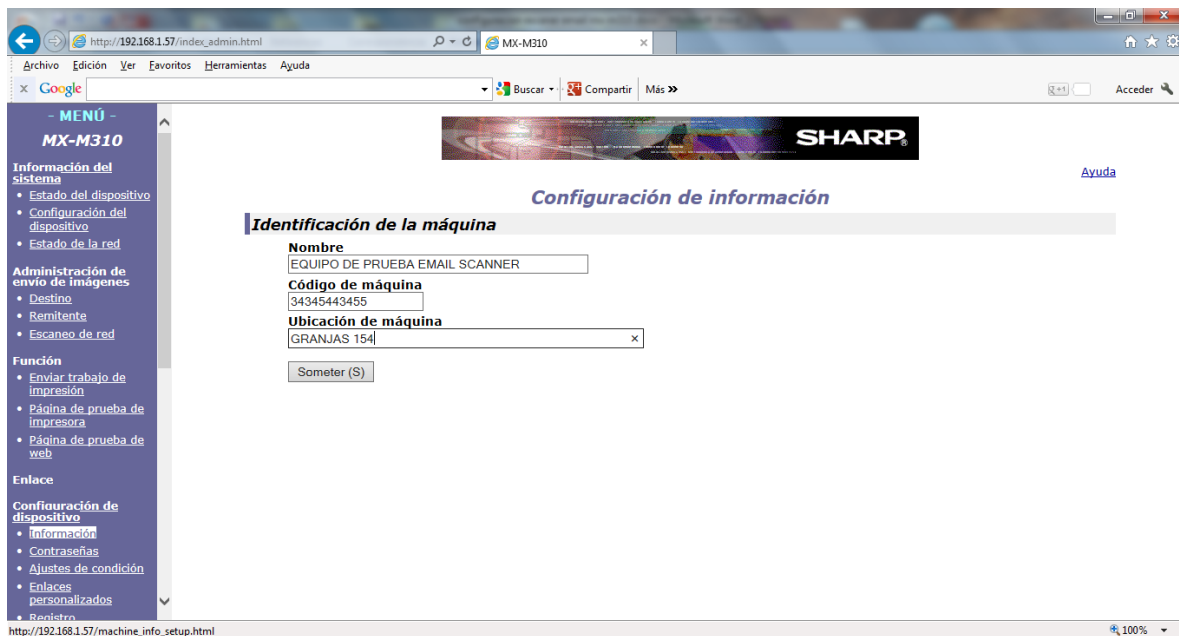 http://192.168.1.57/index_admin.html
MX-M310
Archivo Edición Ver Favoritos Herramientas Ayuda
x Google
Buscar
Compartir
Más »
+1
Acceder
- MENÚ -
MX-M310
Información del
sistema
• Estado del dispositivo
• Configuración del
dispositivo
• Estado de la red
Administración de
envío de imágenes
• Destino
• Remitente
• Escaneo de red
Función
• Enviar trabajo de
impresión
• Página de prueba de
impresora
• Página de prueba de
web
Enlace
Configuración de
dispositivo
• Información
• Contraseñas
• Ajustes de condición
• Enlaces
personalizados
• Registro
SHARP®
Ayuda
Configuración de información
Identificación de la máquina
Nombre
EQUIPO DE PRUEBA EMAIL SCANNER
Código de máquina
34345443455
Ubicación de máquina
GRANJAS 154
Someter (S)
http://192.168.1.57/machine_info_setup.html
100%